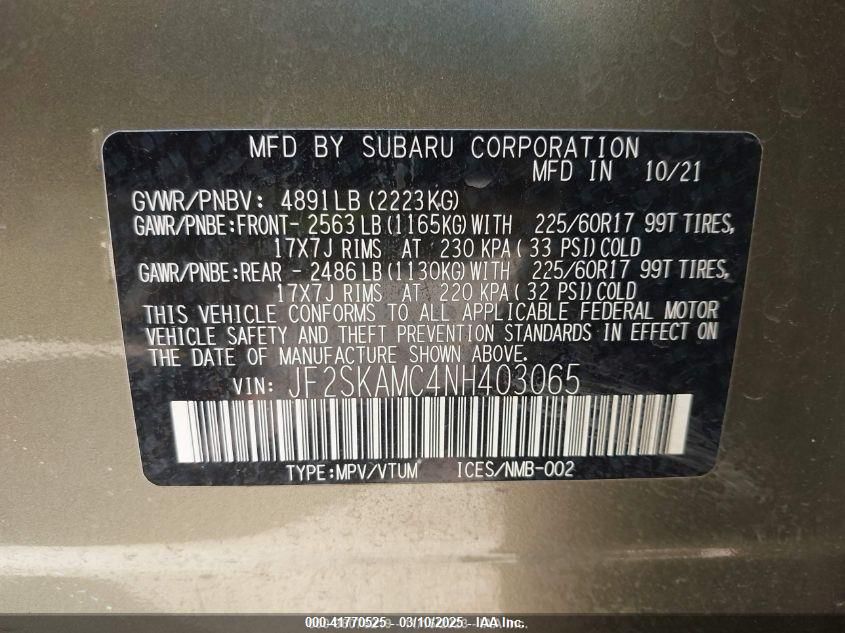 MFD BY SUBARU CORPORATION
MFD IN 10/21
GVWR/PNBV: 4891LB(2223KG)
GAWR/PNBE:FRONT- 2563LB(1165KG)WITH 225/60R17 99T TIRES,
17X7J RIMS AT 230 KPA(33 PSI)COLD
GAWR/PNBE:REAR - 2486LB(1130KG)WITH 225/60R17 99T TIRES,
17X7J RIMS AT 220 KPA(32 PSI)COLD
THIS VEHICLE CONFORMS TO ALL APPLICABLE FEDERAL MOTOR
VEHICLE SAFETY AND THEFT PREVENTION STANDARDS IN EFFECT ON
THE DATE OF MANUFACTURE SHOWN ABOVE.
VIN: JF2SKAMC4NH403065
TYPE:MPV/VTUM ICES/NMB-002
000-41770525 - 03/10/2025 - IAA Inc.